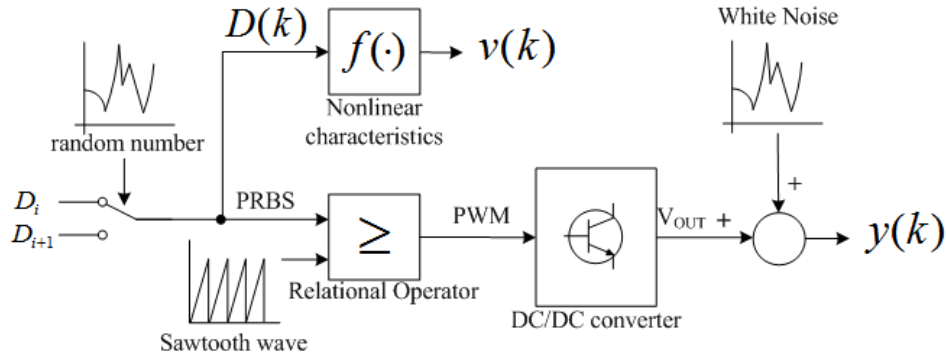 White Noise
D(k)
f(·)
v(k)
Nonlinear
characteristics
random number
+
D_i
PRBS
PWM
V_OUT +
y(k)
D_{i+1}
≥
Relational Operator
DC/DC converter
Sawtooth wave